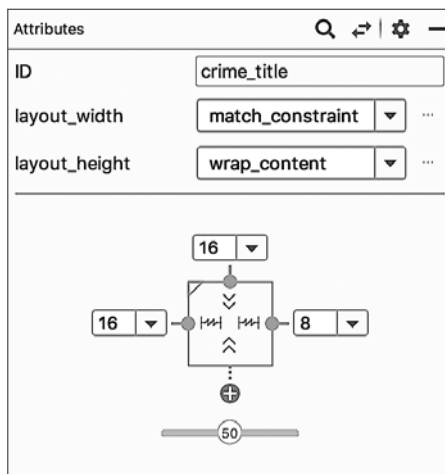 Attributes
ID crime_title
layout_width match_constraint ...
layout_height wrap_content ...
16
16 8
50